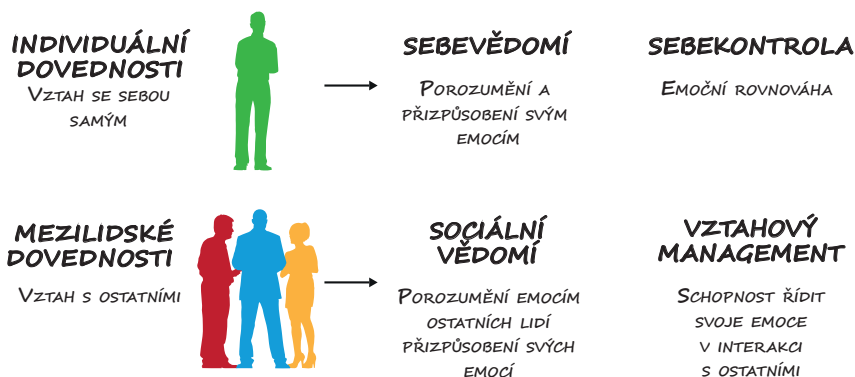 INDIVIDUÁLNÍ
DOVEDNOSTI
VZTAH SE SEBOU
SAMÝM
SEBEVĚDOMÍ
POROZUMĚNÍ A
PŘIZPŮSOBENÍ SVÝM
EMOCÍM
SEBEKONTROLA
EMOČNÍ ROVNOVÁHA
MEZILIDSKÉ
DOVEDNOSTI
VZTAH S OSTATNÍMI
SOCIÁLNÍ
VĚDOMÍ
POROZUMĚNÍ EMOCÍM
OSTATNÍCH LIDÍ
PŘIZPŮSOBENÍ SVÝCH
EMOCÍ
VZTAHOVÝ
MANAGEMENT
SCHOPNOST ŘÍDIT
SVOJE EMOCE
V INTERAKCI
S OSTATNÍMI